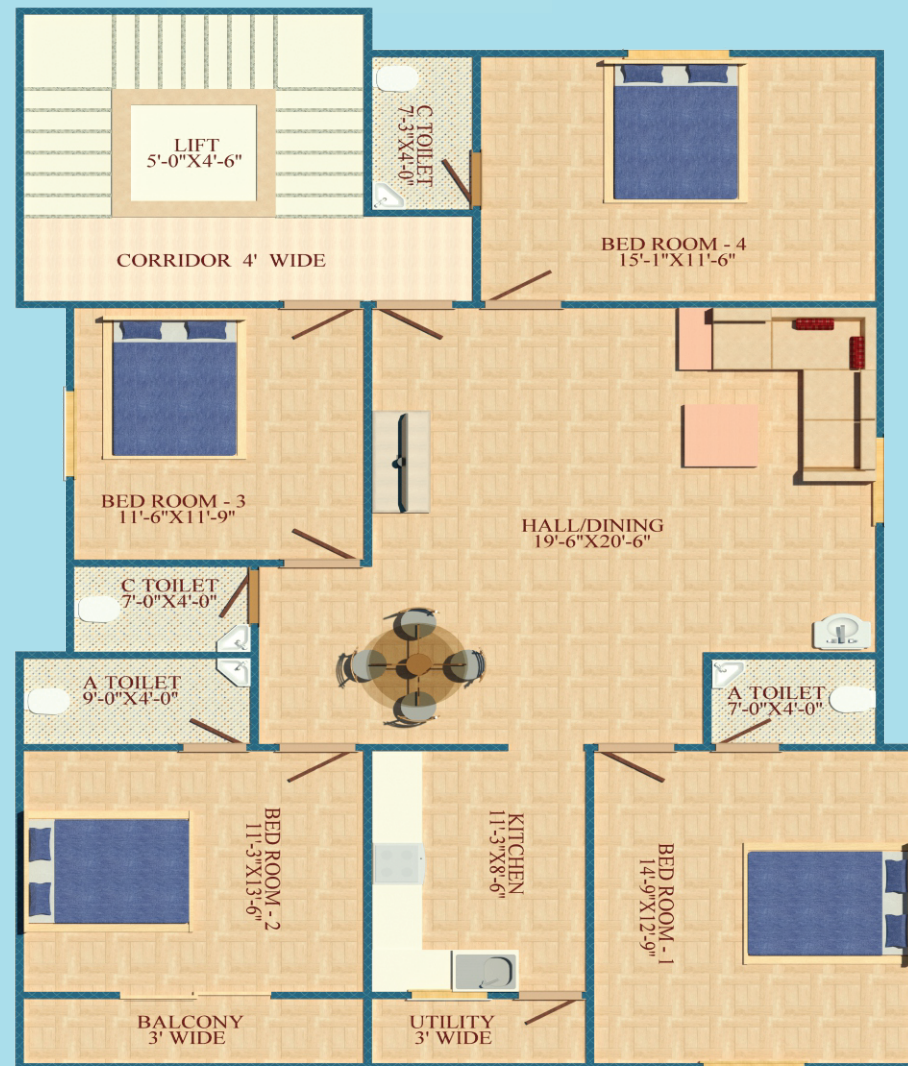 LIFT
5'-0"X4'-6"
C TOILET
7'-3"X4'-0"
BED ROOM - 4
15'-1"X11'-6"
CORRIDOR 4' WIDE
BED ROOM - 3
11'-6"X11'-9"
HALL/DINING
19'-6"X20'-6"
C TOILET
7'-0"X4'-0"
A TOILET
9'-0"X4'-0"
A TOILET
7'-0"X4'-0"
BED ROOM - 2
11'-3"X13'-6"
KITCHEN
11'-3"X8'-6"
BED ROOM - 1
14'-9"X12'-9"
BALCONY
3' WIDE
UTILITY
3' WIDE